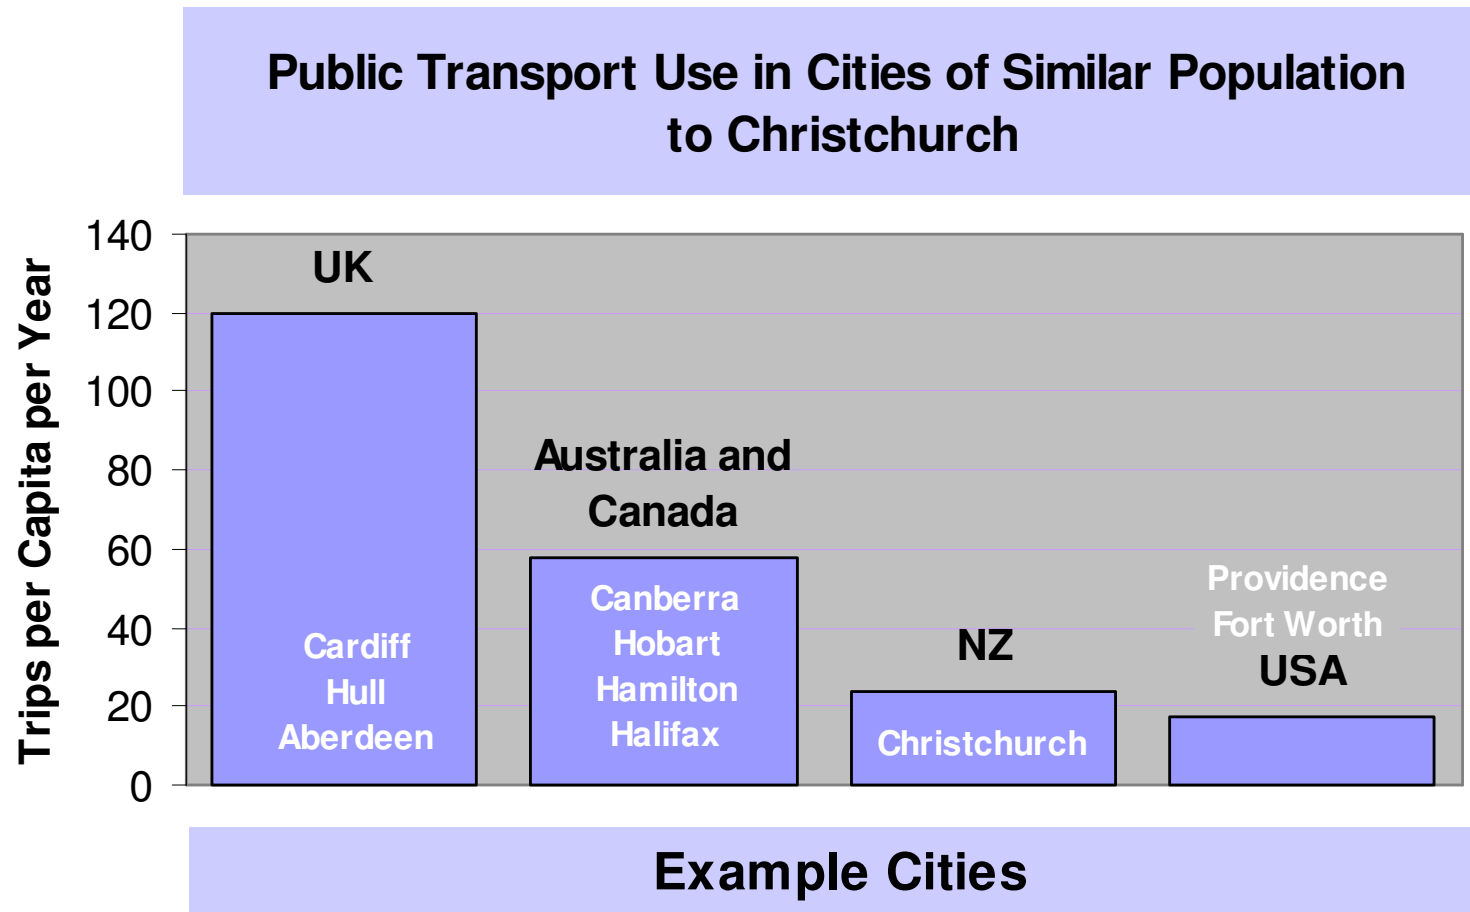 Public Transport Use in Cities of Similar Population
to Christchurch
Trips per Capita per Year
140
120
100
80
60
40
20
0
UK
Cardiff
Hull
Aberdeen
Australia and
Canada
Canberra
Hobart
Hamilton
Halifax
NZ
Christchurch
Providence
Fort Worth
USA
Example Cities